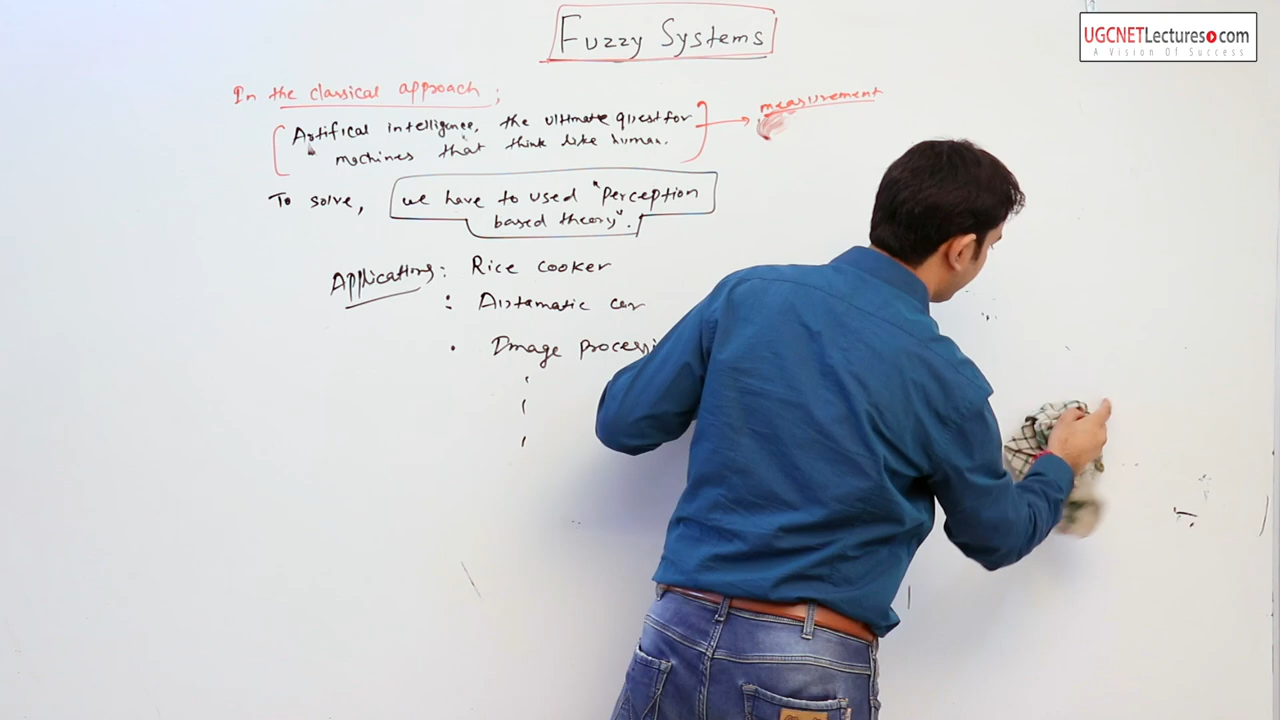 UGCNETLectures.com
A Vision Of Success
Fuzzy Systems
In the classical approach ;
Artifical intelligence, the ultimate quest for
machines that think like human.
measurement
To solve, we have to used "Perception
based theory".
Applications: Rice cooker
: Automatic car
. Image processi